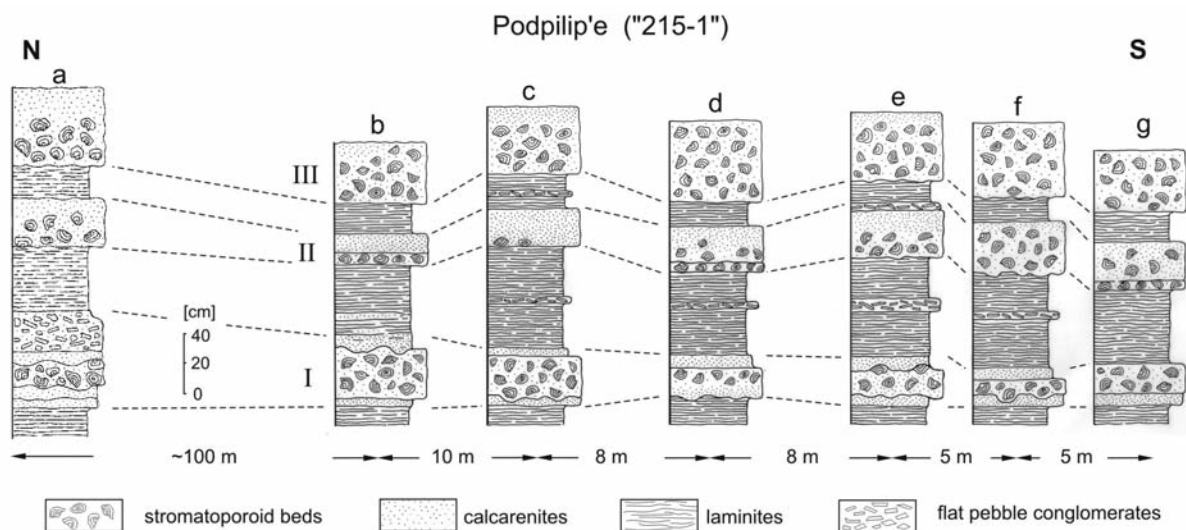 Podpilip'e ("215-1")
N
S
a
b
c
d
e
f
g
III
II
I
[cm]
40
20
0
~100 m
10 m
8 m
8 m
5 m
5 m
stromatoporoid beds
calcarenites
laminites
flat pebble conglomerates